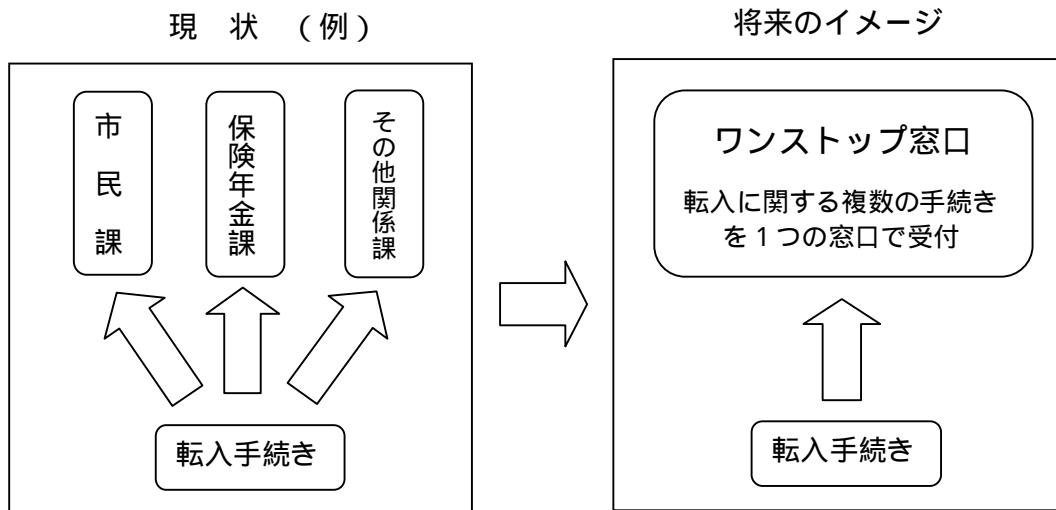 現　状　（例）
市民課
保険年金課
その他関係課
転入手続き
将来のイメージ
ワンストップ窓口
転入に関する複数の手続き
を１つの窓口で受付
転入手続き